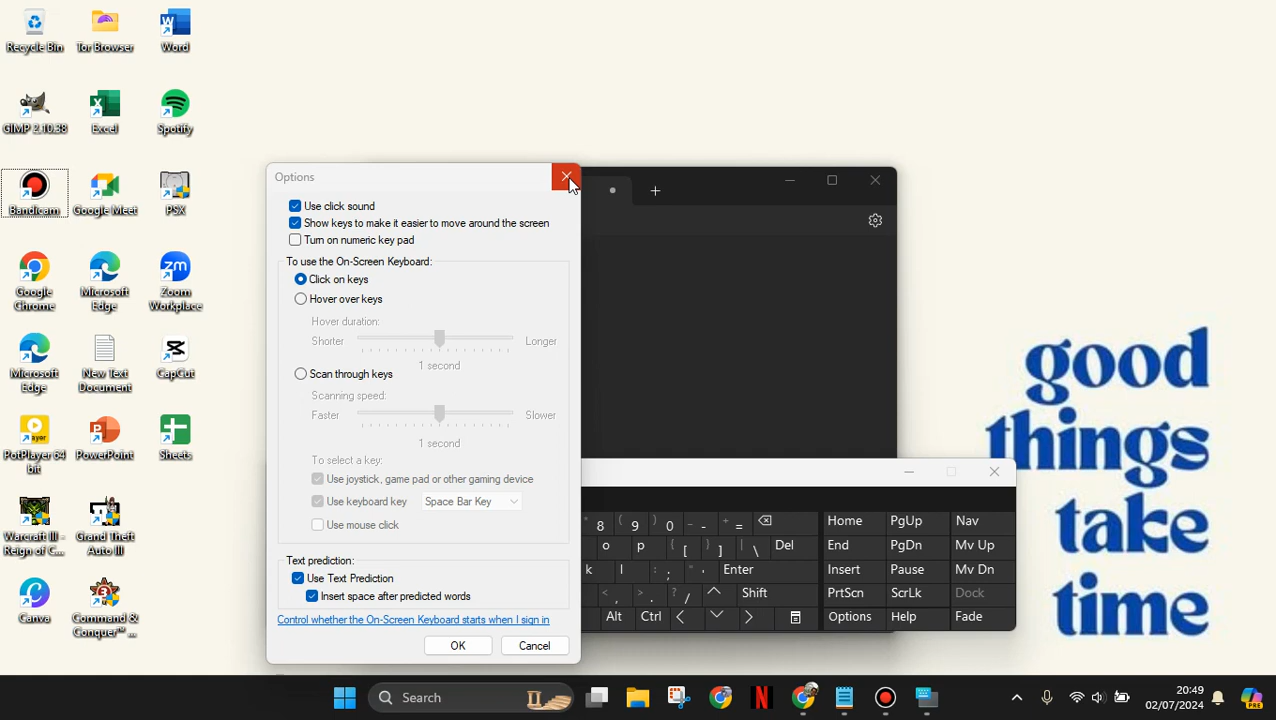 Recycle Bin
Tor Browser
Word
GIMP 2.10.38
Excel
Spotify
Bandicam
Google Meet
PSX
Google
Chrome
Microsoft
Edge
Zoom
Workplace
Microsoft
Edge
New Text
Document
CapCut
PotPlayer 64
bit
PowerPoint
Sheets
Warcraft III -
Reign of C...
Grand Theft
Auto III
Canva
Command &
Conquer™ ...
Options
Use click sound
Show keys to make it easier to move around the screen
Turn on numeric key pad
To use the On-Screen Keyboard:
Click on keys
Hover over keys
Hover duration:
Shorter Longer
1 second
Scan through keys
Scanning speed:
Faster Slower
1 second
To select a key:
Use joystick, game pad or other gaming device
Use keyboard key Space Bar Key
Use mouse click
Text prediction:
Use Text Prediction
Insert space after predicted words
Control whether the On-Screen Keyboard starts when I sign in
OK Cancel
* 8 ( 9 ) 0 _ - + = Home PgUp Nav
o p { [ } ] | \ Del End PgDn Mv Up
k l : ; " ' Enter Insert Pause Mv Dn
< , > . ? / Shift PrtScn ScrLk Dock
Alt Ctrl Options Help Fade
good
things
take
time
Search
PRE
20:49
02/07/2024